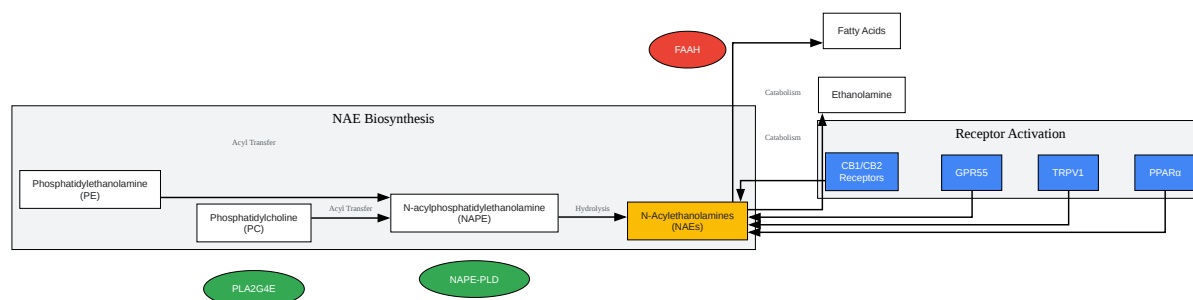 Fatty Acids
FAAH
Catabolism
Ethanolamine
NAE Biosynthesis
Receptor Activation
Acyl Transfer
Catabolism
CB1/CB2
Receptors
GPR55
TRPV1
PPARα
Phosphatidylethanolamine
(PE)
Phosphatidylcholine
(PC)
Acyl Transfer
N-acylphosphatidylethanolamine
(NAPE)
Hydrolysis
N-Acylethanolamines
(NAEs)
PLA2G4E
NAPE-PLD